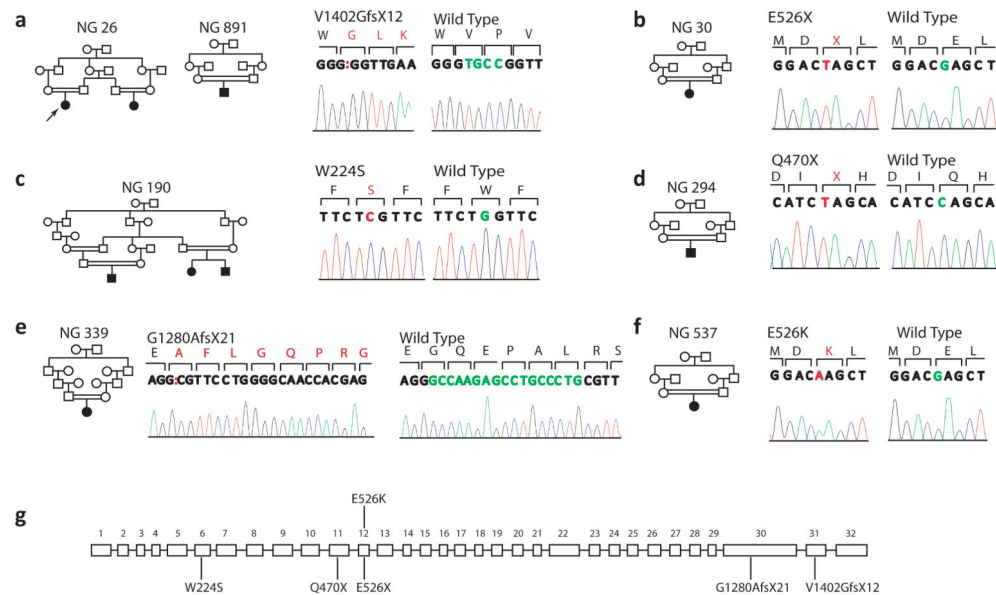 a
NG 26
NG 891
V1402GfsX12
W G L K
GGG:GGTTGAA
Wild Type
W V P V
GGGTGCCGGTT
b
NG 30
E526X
M D X L
GGACTAGCT
Wild Type
M D E L
GGACGAGCT
c
NG 190
W224S
F S F
TTCTCGTTC
Wild Type
F W F
TTCTGGTTC
d
NG 294
Q470X
D I X H
CATCTAGCA
Wild Type
D I Q H
CATCCAGCA
e
NG 339
G1280AfsX21
E A F L G Q P R G
AGG:CGTTCCTGGGGCAACCACGAG
Wild Type
E G Q E P A L R S
AGGGCCAAGAGCCTGCCCTGCGTT
f
NG 537
E526K
M D K L
GGACAAGCT
Wild Type
M D E L
GGACGAGCT
g
E526K
1 2 3 4 5 6 7 8 9 10 11 12 13 14 15 16 17 18 19 20 21 22 23 24 25 26 27 28 29 30 31 32
W224S Q470X E526X G1280AfsX21 V1402GfsX12